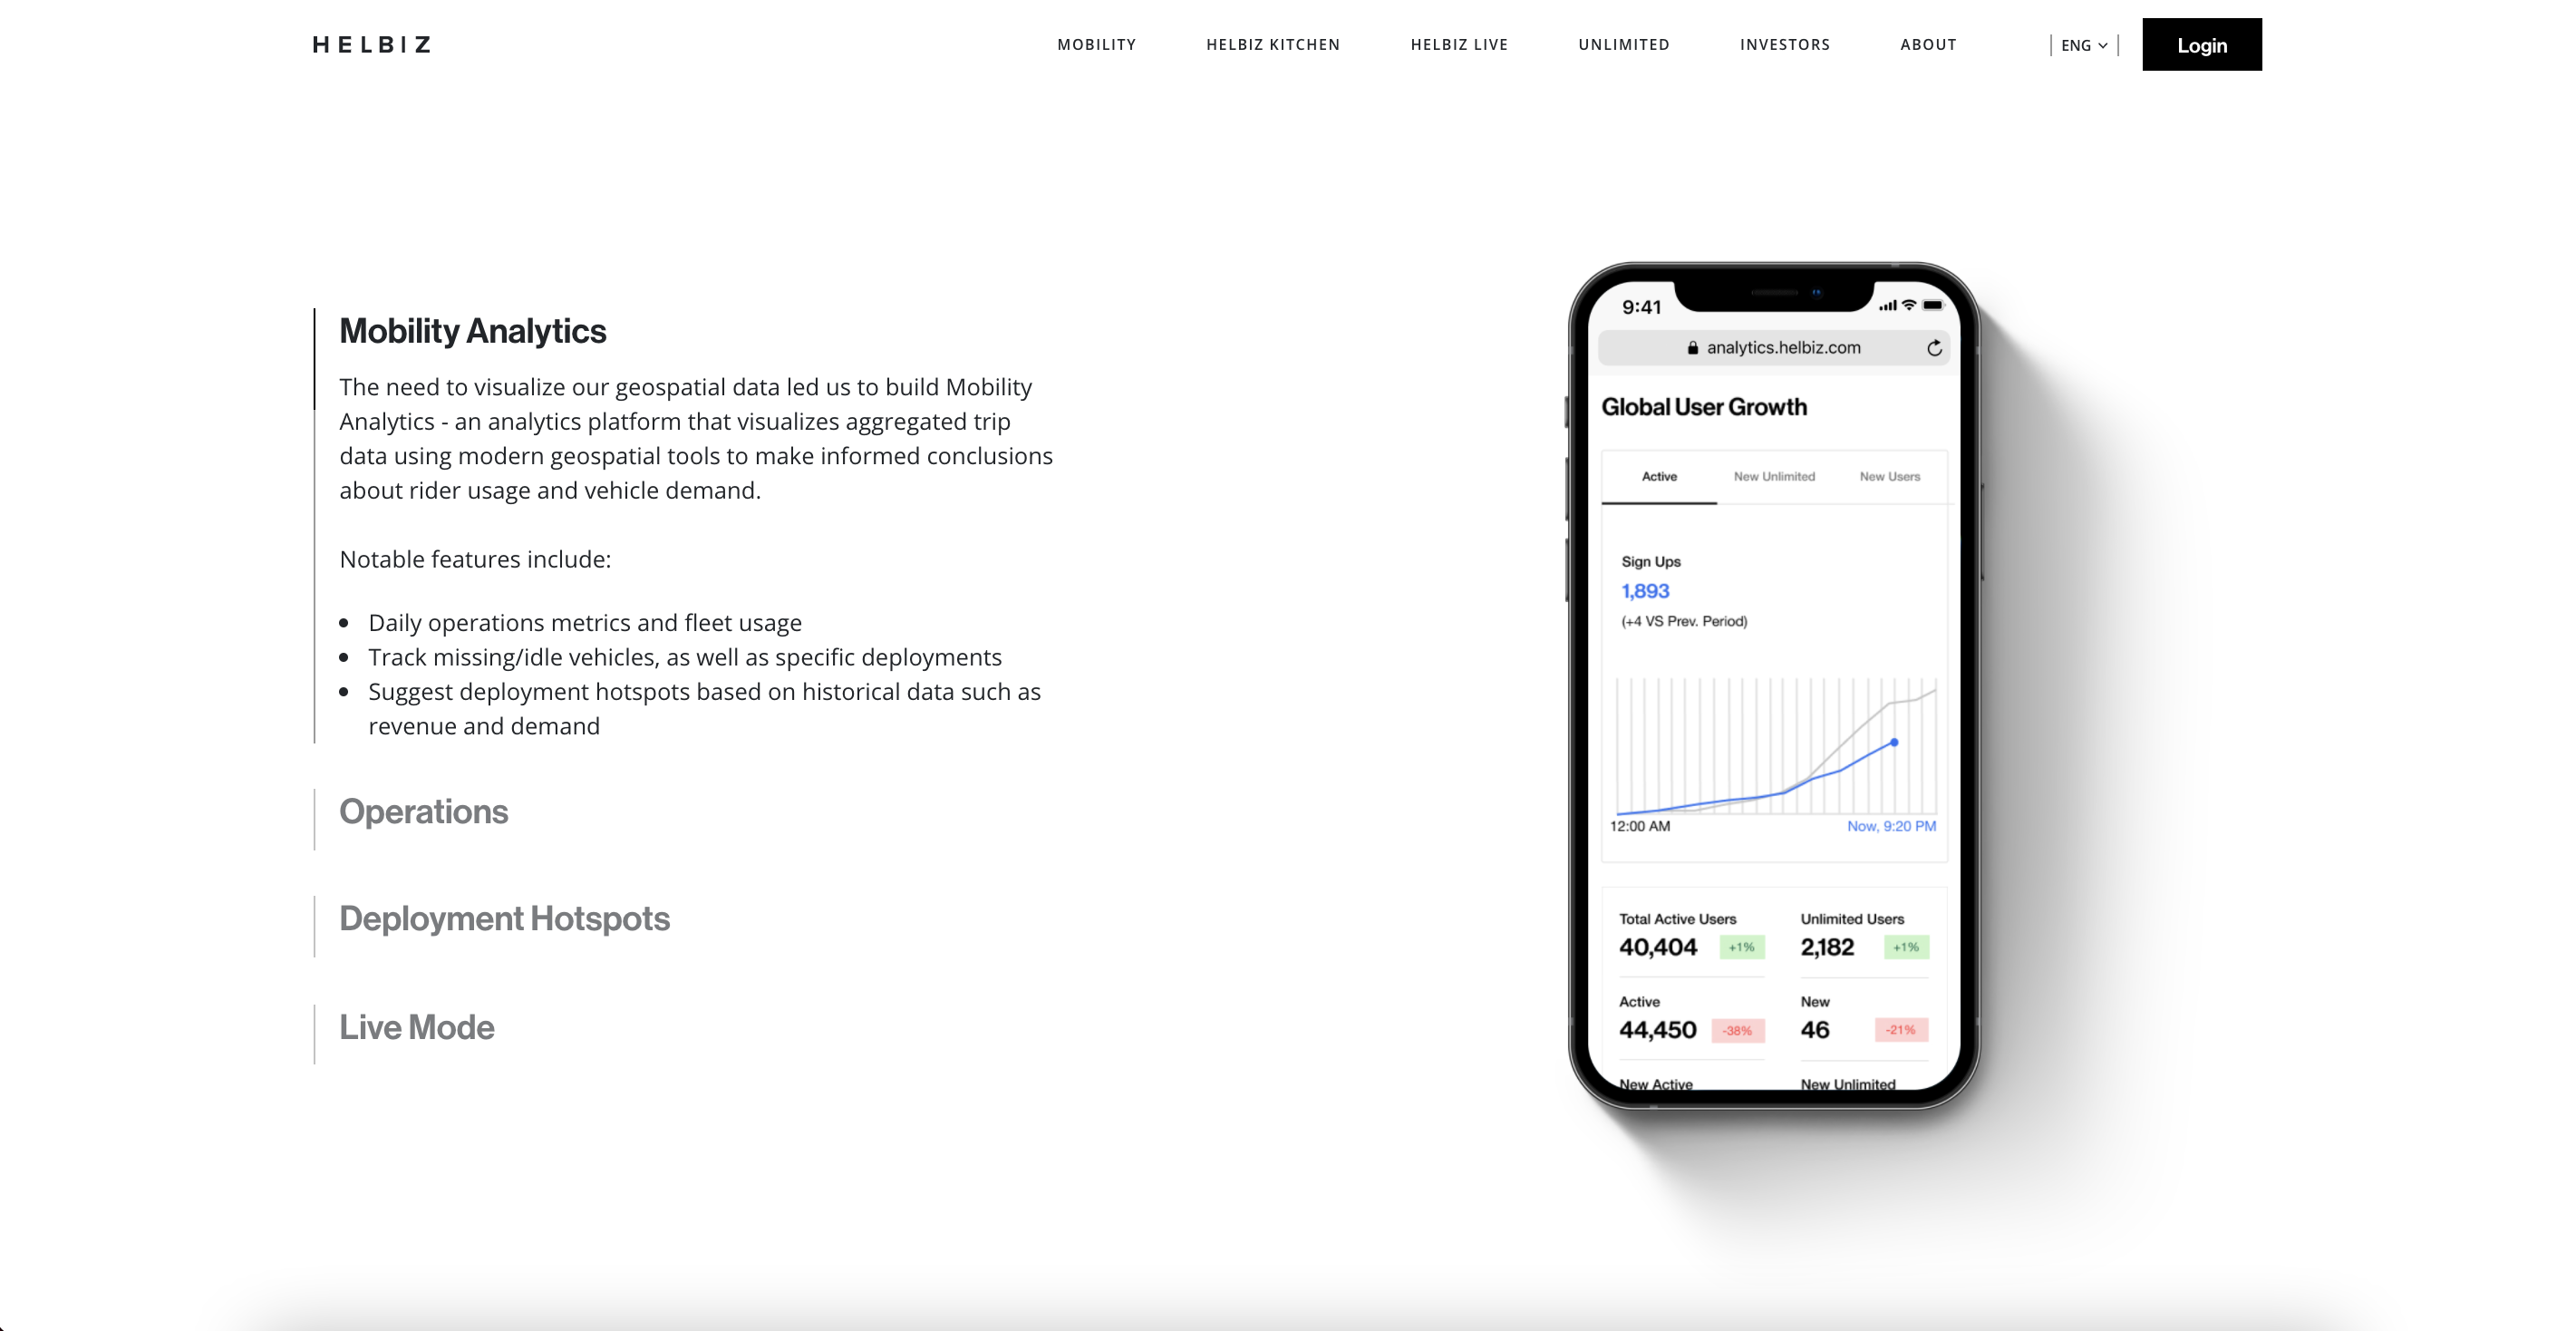 HELBIZ
MOBILITY
HELBIZ KITCHEN
HELBIZ LIVE
UNLIMITED
INVESTORS
ABOUT
ENG
Login
Mobility Analytics
The need to visualize our geospatial data led us to build Mobility
Analytics - an analytics platform that visualizes aggregated trip
data using modern geospatial tools to make informed conclusions
about rider usage and vehicle demand.
Notable features include:
Daily operations metrics and fleet usage
Track missing/idle vehicles, as well as specific deployments
Suggest deployment hotspots based on historical data such as
revenue and demand
Operations
Deployment Hotspots
Live Mode
9:41
analytics.helbiz.com
Global User Growth
Active
New Unlimited
New Users
Sign Ups
1,893
(+4 VS Prev. Period)
12:00 AM
Now, 9:20 PM
Total Active Users
40,404 +1%
Unlimited Users
2,182 +1%
Active
44,450 -38%
New
46 -21%
New Active
New Unlimited